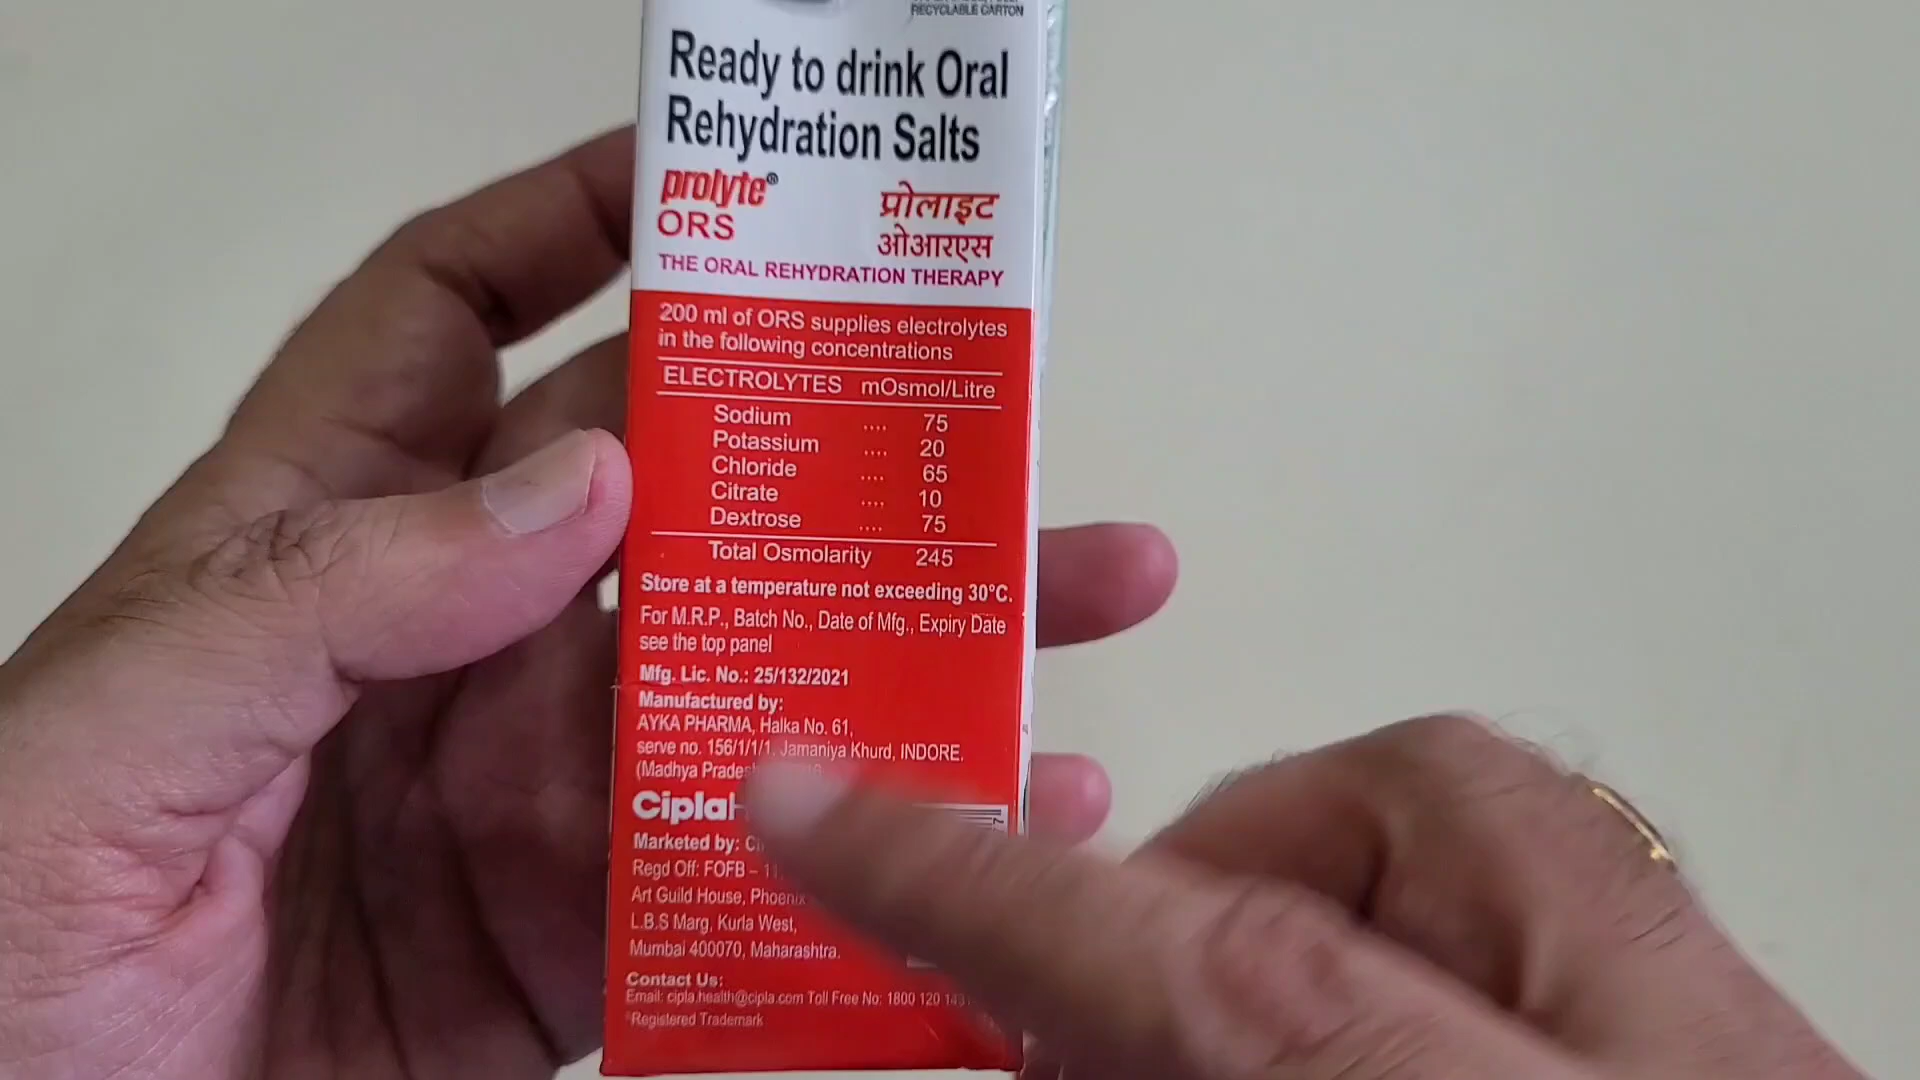 RECYCLABLE CARTON
Ready to drink Oral
Rehydration Salts
prolyte® प्रोलाइट
ORS ओआरएस
THE ORAL REHYDRATION THERAPY
200 ml of ORS supplies electrolytes
in the following concentrations
ELECTROLYTES mOsmol/Litre
Sodium .... 75
Potassium .... 20
Chloride .... 65
Citrate .... 10
Dextrose .... 75
Total Osmolarity 245
Store at a temperature not exceeding 30°C.
For M.R.P., Batch No., Date of Mfg., Expiry Date
see the top panel
Mfg. Lic. No.: 25/132/2021
Manufactured by:
AYKA PHARMA, Halka No. 61,
serve no. 156/1/1/1, Jamaniya Khurd, INDORE.
(Madhya
Cipla
Marketed by:
Regd Off: FOFB –
Art Guild House, Phoenix
L.B.S Marg, Kurla West,
Mumbai 400070, Maharashtra.
Contact Us:
Email: cipla.health@cipla.com Toll Free No: 1800 120
*Registered Trademark